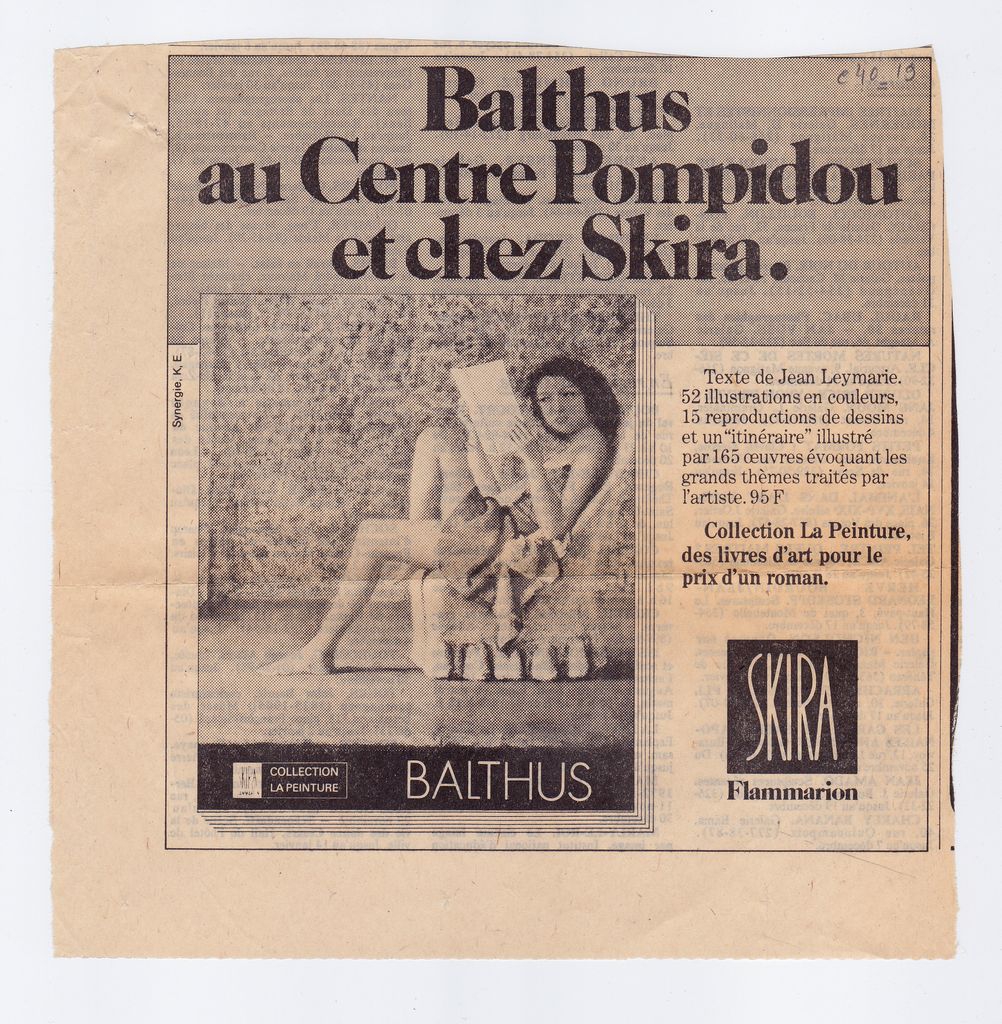 e 40_13
Balthus
au Centre Pompidou
et chez Skira.
Synergie. K, E
Texte de Jean Leymarie.
52 illustrations en couleurs,
15 reproductions de dessins
et un "itinéraire" illustré
par 165 œuvres évoquant les
grands thèmes traités par
l'artiste. 95 F
Collection La Peinture,
des livres d'art pour le
prix d'un roman.
SKIRA
Flammarion
SKIRA
COLLECTION
LA PEINTURE
BALTHUS